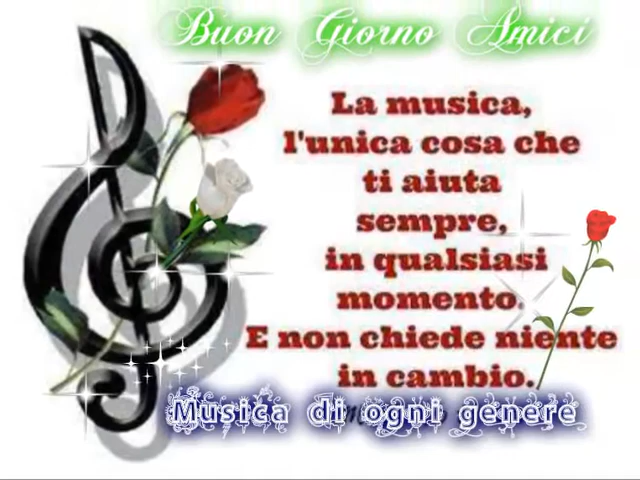 Buon Giorno Amici
La musica,
l'unica cosa che
ti aiuta
sempre,
in qualsiasi
momento.
E non chiede niente
in cambio.
Musica di ogni genere